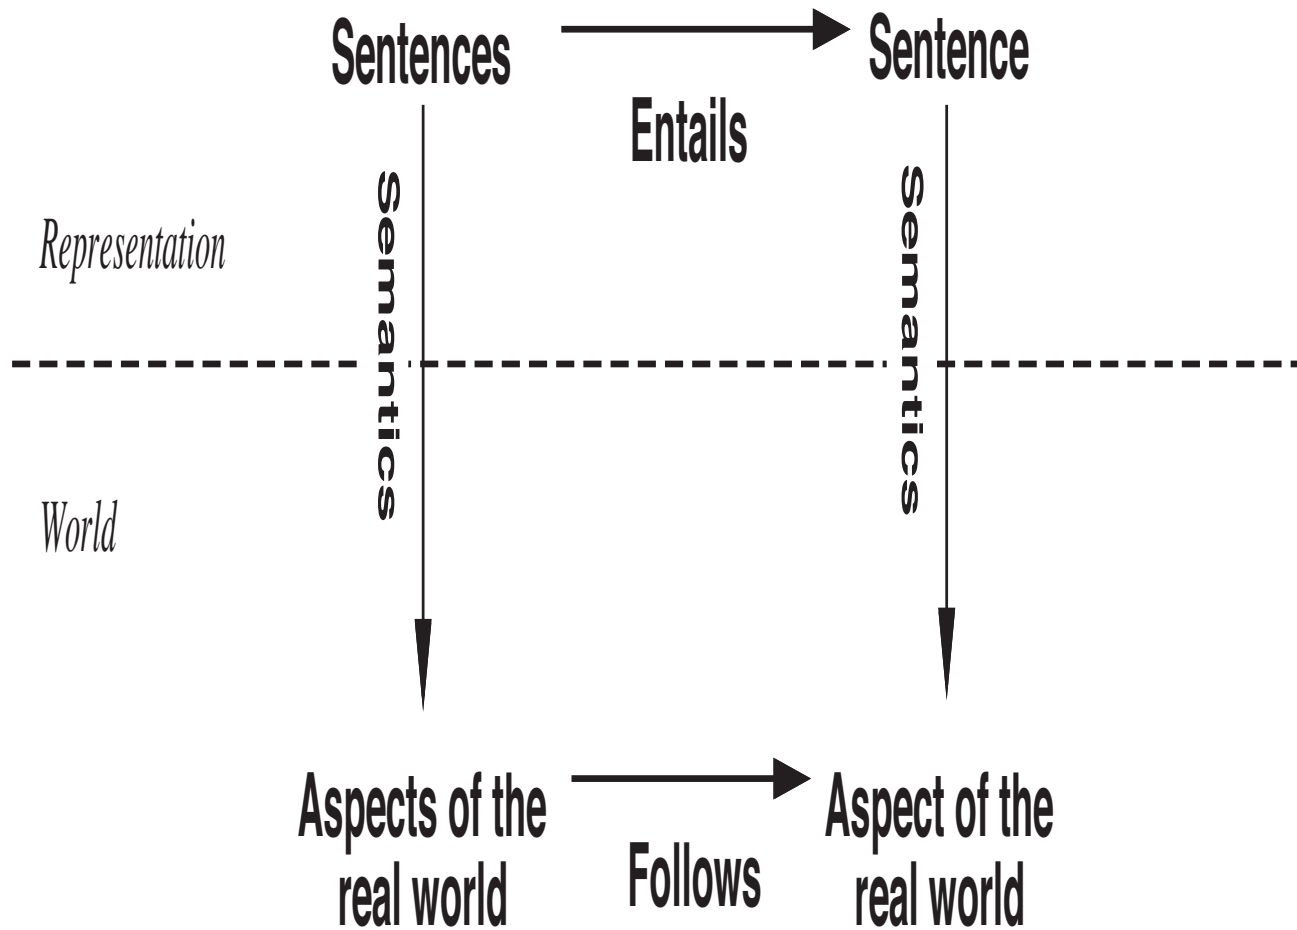 Sentences
Sentence
Entails
Semantics
Semantics
Representation
World
Aspects of the
real world
Follows
Aspect of the
real world